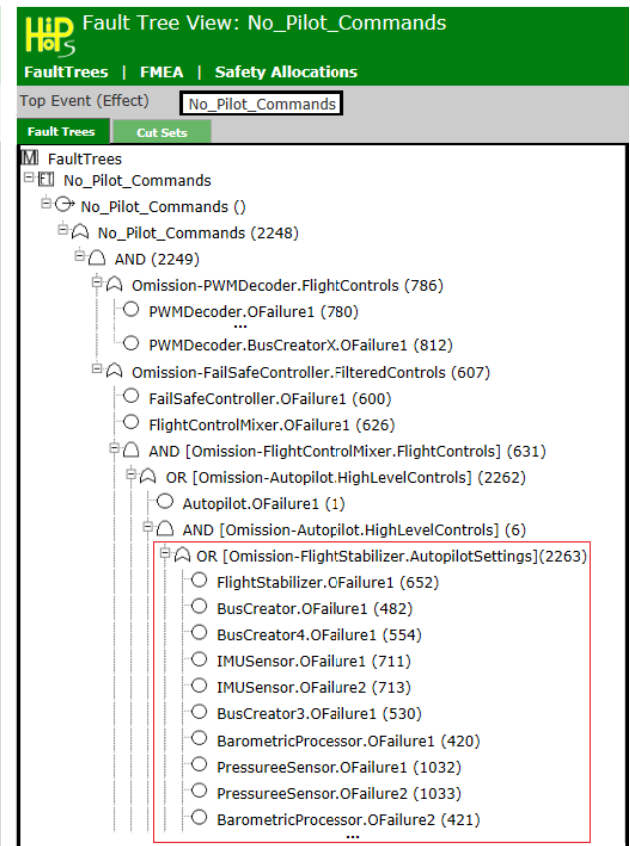 HiP HOPS Fault Tree View: No_Pilot_Commands
FaultTrees | FMEA | Safety Allocations
Top Event (Effect) No_Pilot_Commands
Fault Trees Cut Sets
M FaultTrees
FT No_Pilot_Commands
No_Pilot_Commands ()
No_Pilot_Commands (2248)
AND (2249)
Omission-PWMDecoder.FlightControls (786)
PWMDecoder.OFailure1 (780)
...
PWMDecoder.BusCreatorX.OFailure1 (812)
Omission-FailSafeController.FilteredControls (607)
FailSafeController.OFailure1 (600)
FlightControlMixer.OFailure1 (626)
AND [Omission-FlightControlMixer.FlightControls] (631)
OR [Omission-Autopilot.HighLevelControls] (2262)
Autopilot.OFailure1 (1)
AND [Omission-Autopilot.HighLevelControls] (6)
OR [Omission-FlightStabilizer.AutopilotSettings](2263)
FlightStabilizer.OFailure1 (652)
BusCreator.OFailure1 (482)
BusCreator4.OFailure1 (554)
IMUSensor.OFailure1 (711)
IMUSensor.OFailure2 (713)
BusCreator3.OFailure1 (530)
BarometricProcessor.OFailure1 (420)
PressureeSensor.OFailure1 (1032)
PressureeSensor.OFailure2 (1033)
BarometricProcessor.OFailure2 (421)
...